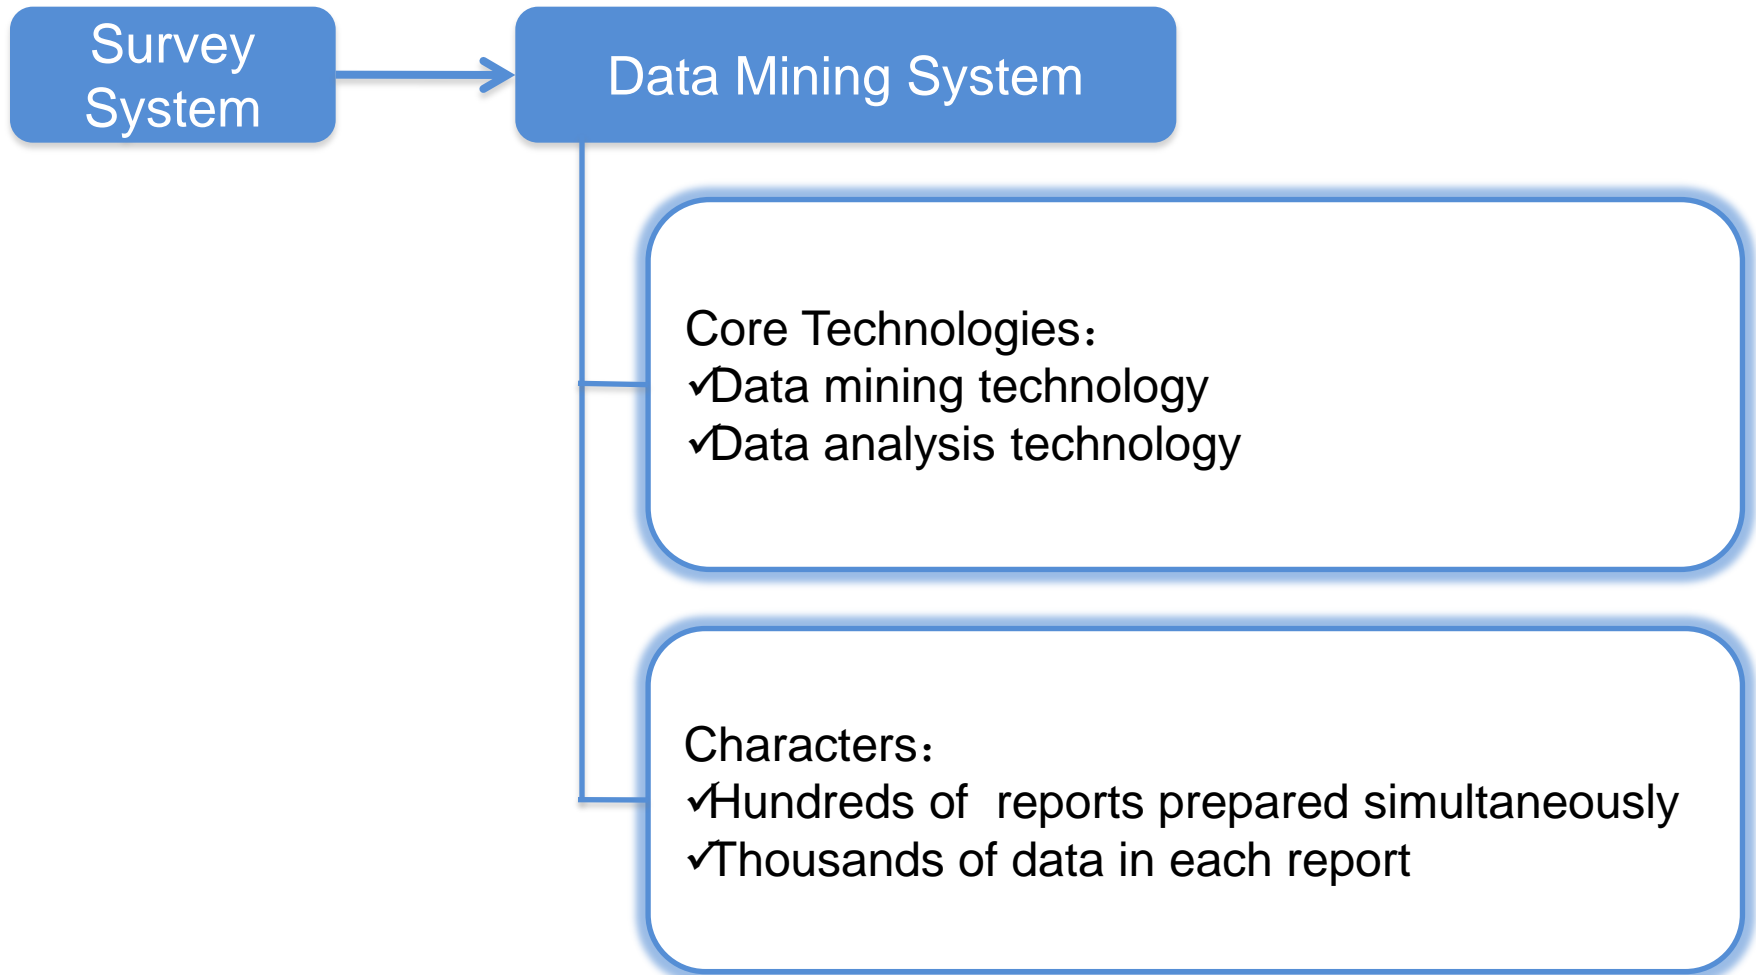 Survey
System
Data Mining System
Core Technologies：
✓Data mining technology
✓Data analysis technology
Characters：
✓Hundreds of  reports prepared simultaneously
✓Thousands of data in each report